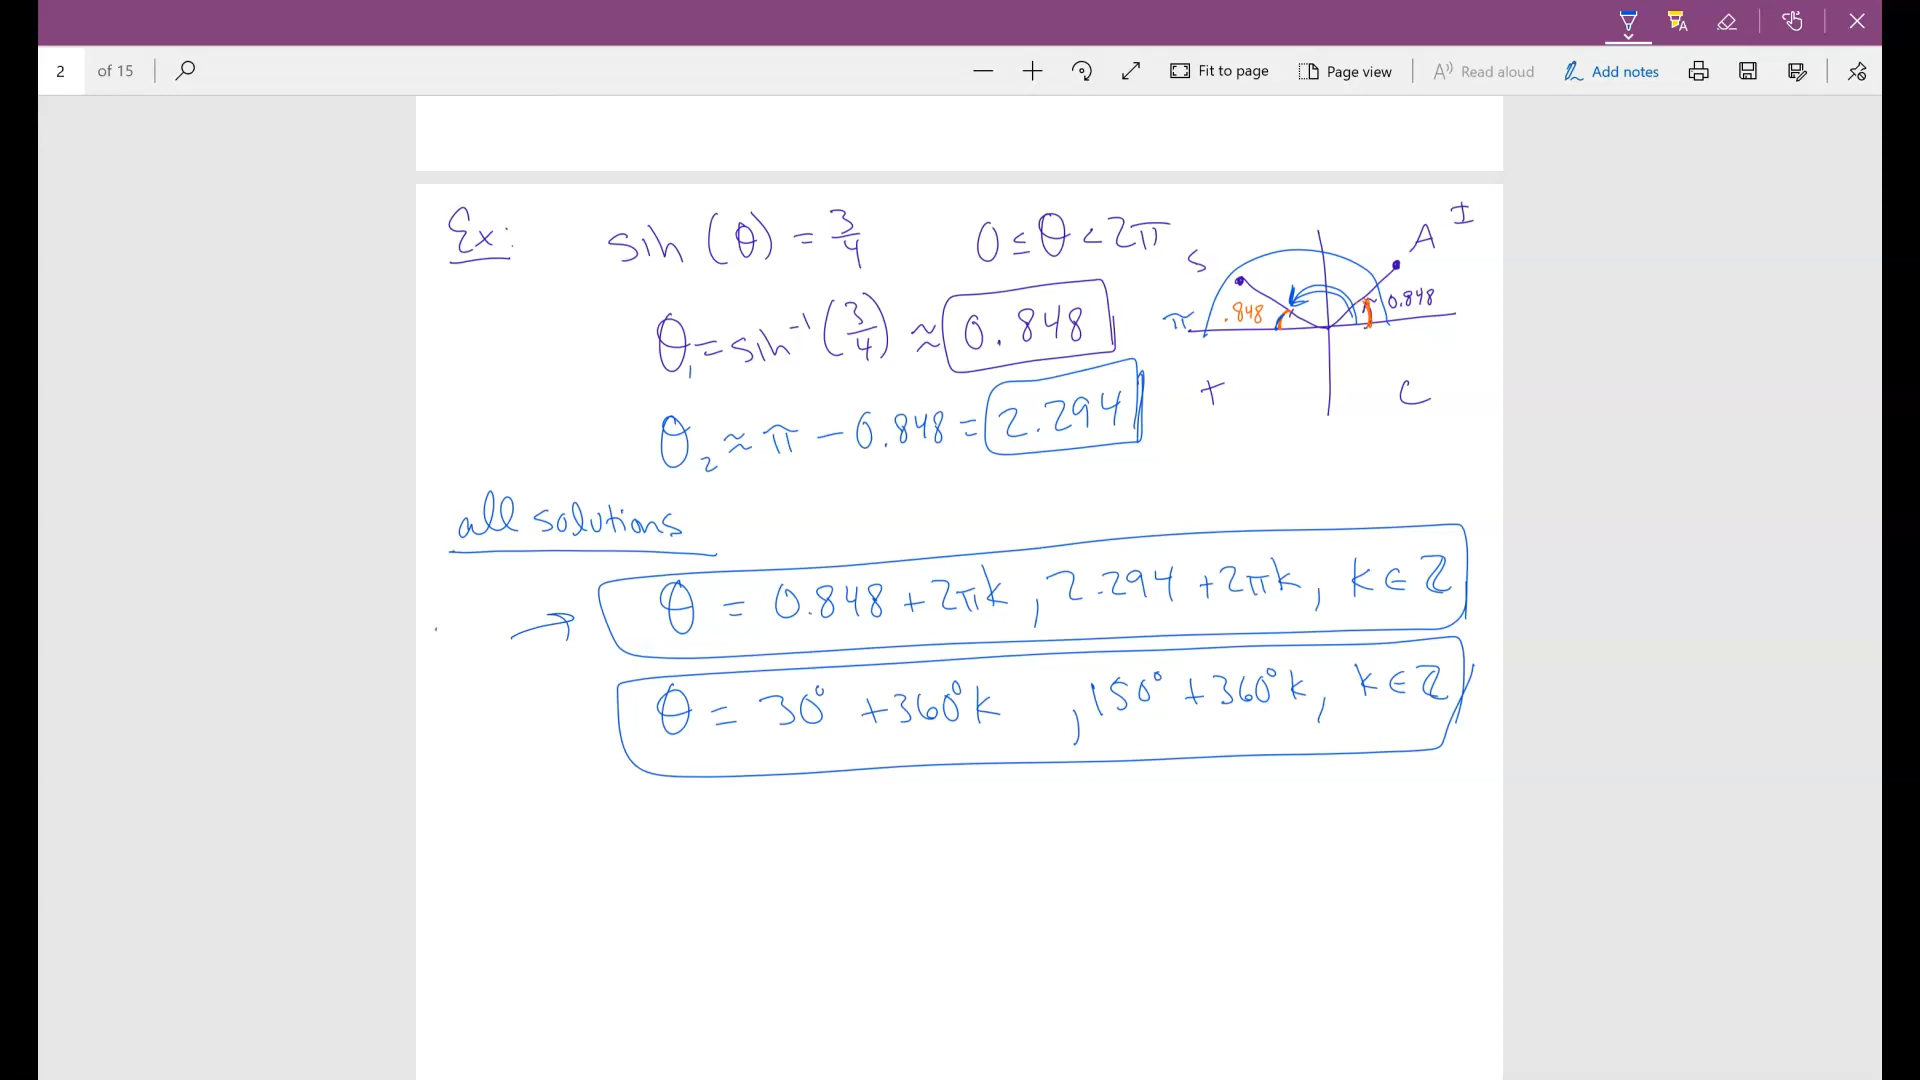 2 of 15 Fit to page Page view Read aloud Add notes
Ex: sin (θ) = 3/4 0 ≤ θ < 2π
θ₁ = sin⁻¹ (3/4) ≈ 0.848
θ₂ ≈ π − 0.848 = 2.294
S A I
π .848 0.848
T C
all solutions
θ = 0.848 + 2πk, 2.294 + 2πk, k ∈ ℤ
θ = 30° + 360°k, 150° + 360°k, k ∈ ℤ